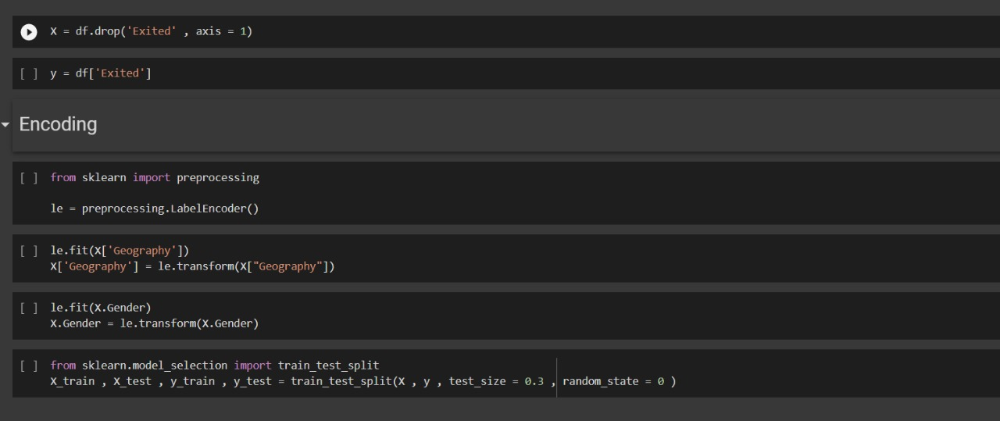 X = df.drop('Exited' , axis = 1)
[ ] y = df['Exited']
Encoding
[ ] from sklearn import preprocessing
le = preprocessing.LabelEncoder()
[ ] le.fit(X['Geography'])
X['Geography'] = le.transform(X["Geography"])
[ ] le.fit(X.Gender)
X.Gender = le.transform(X.Gender)
[ ] from sklearn.model_selection import train_test_split
X_train , X_test , y_train , y_test = train_test_split(X , y , test_size = 0.3 , random_state = 0 )